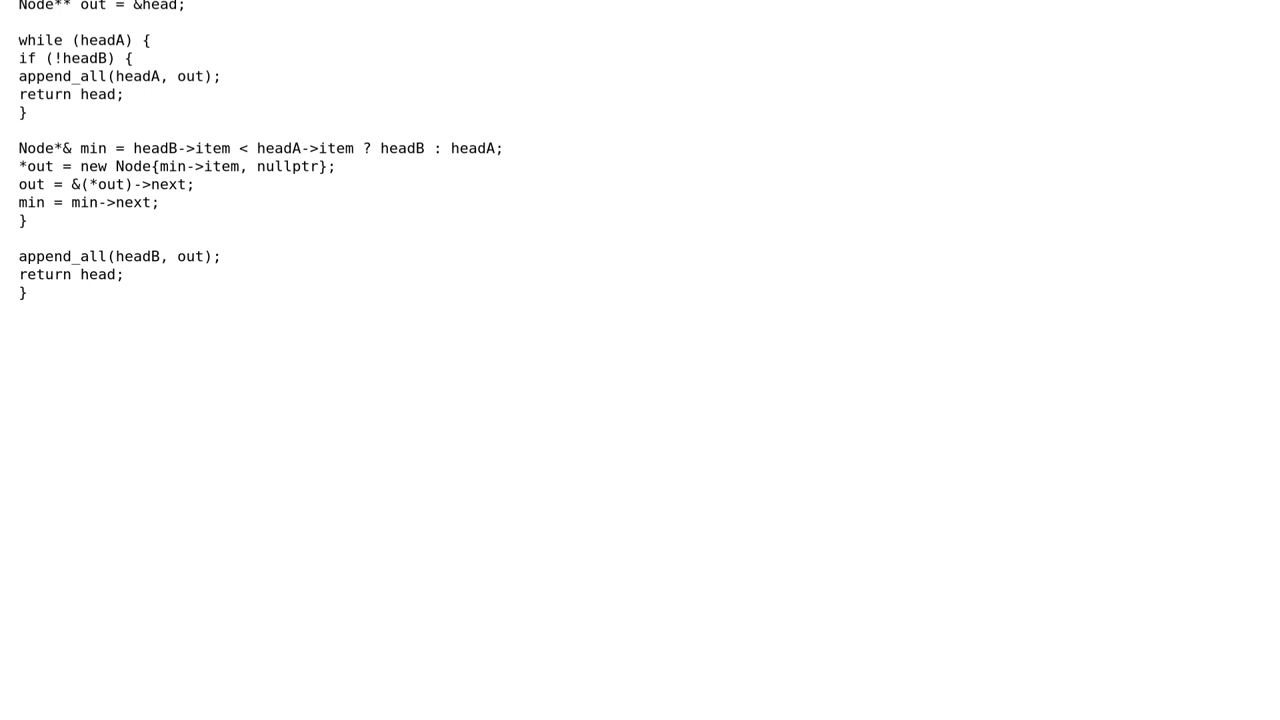 Node** out = &head;

while (headA) {
if (!headB) {
append_all(headA, out);
return head;
}

Node*& min = headB->item < headA->item ? headB : headA;
*out = new Node{min->item, nullptr};
out = &(*out)->next;
min = min->next;
}

append_all(headB, out);
return head;
}